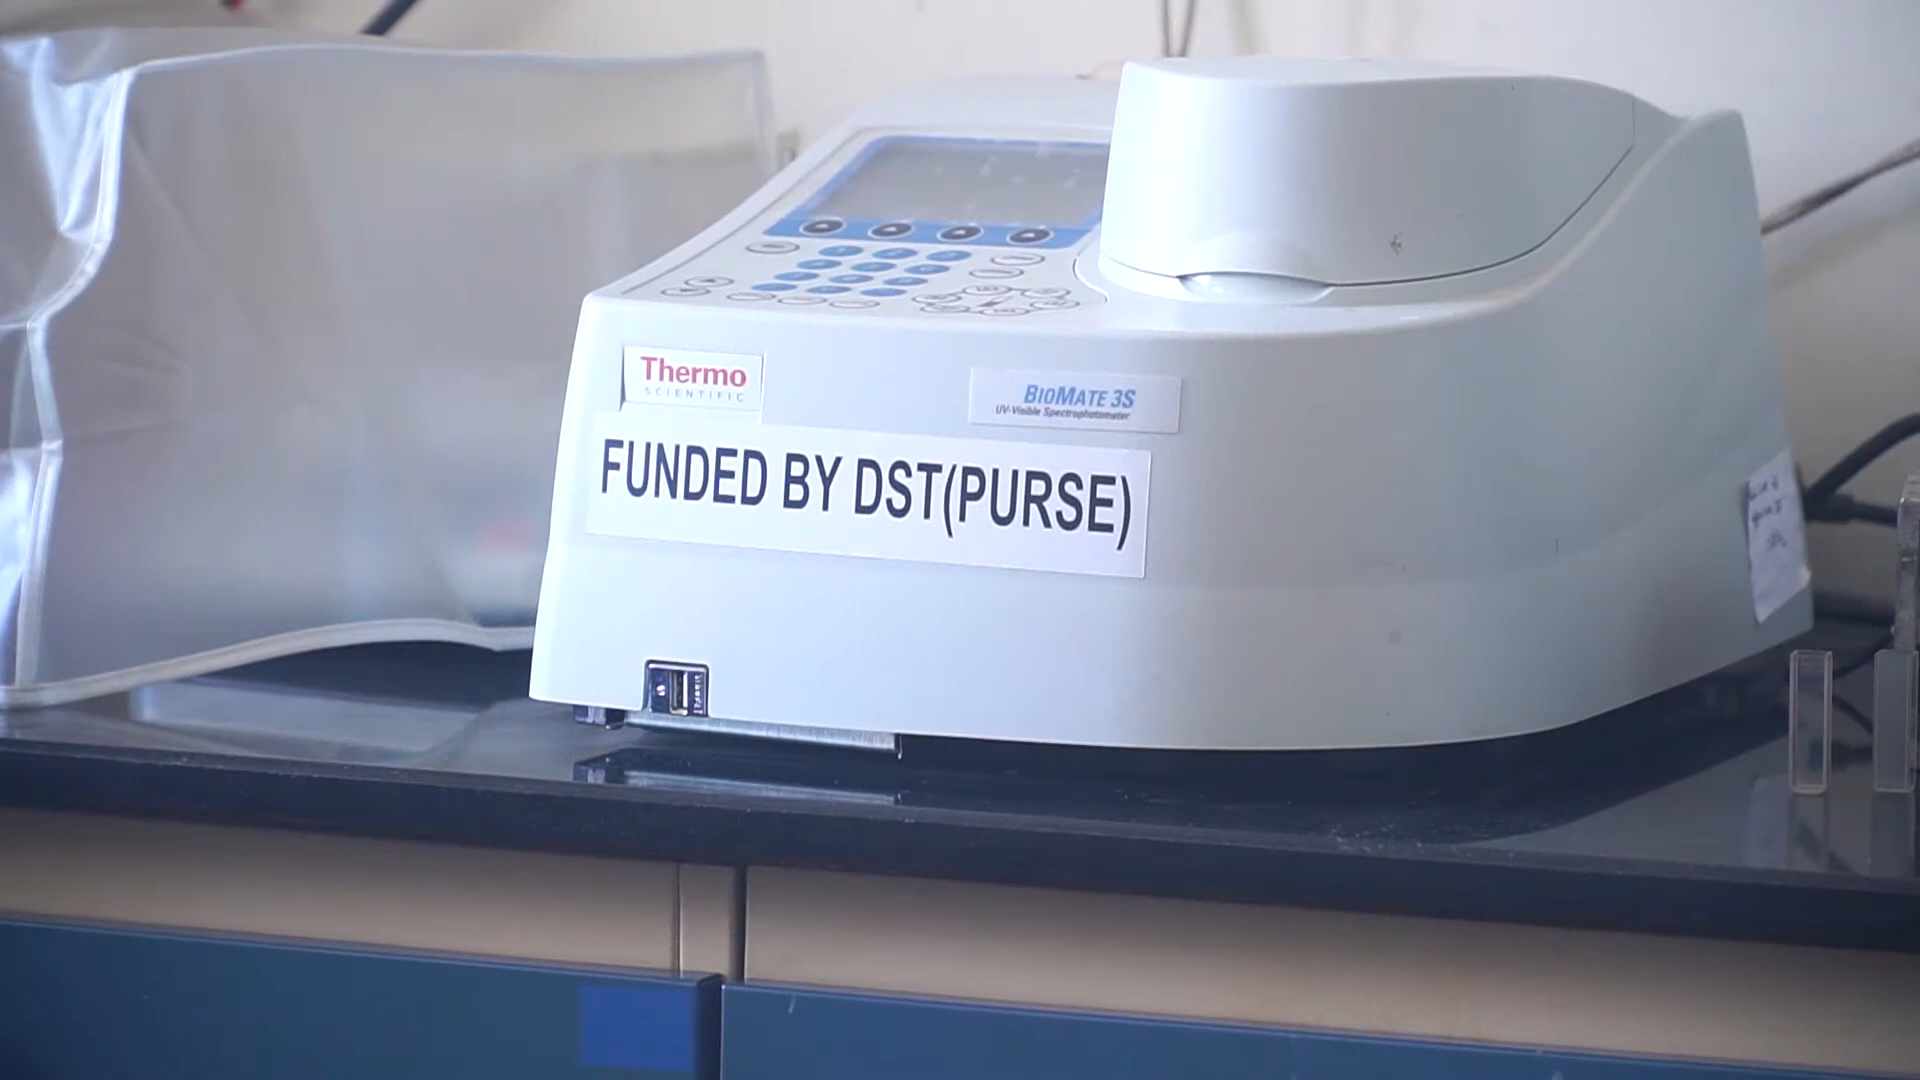 Thermo
SCIENTIFIC
BIOMATE 3S
UV-Visible Spectrophotometer
FUNDED BY DST(PURSE)